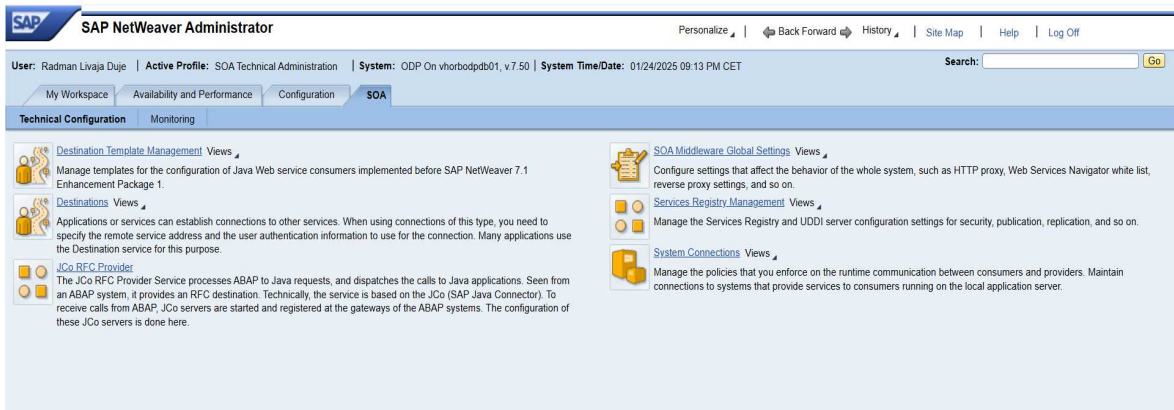 SAP
SAP NetWeaver Administrator
Personalize | Back Forward History | Site Map | Help | Log Off
User: Radman Livaja Duje | Active Profile: SOA Technical Administration | System: ODP On vhorbodpdb01, v.7.50 | System Time/Date: 01/24/2025 09:13 PM CET
Search: Go
My Workspace Availability and Performance Configuration SOA
Technical Configuration Monitoring
Destination Template Management Views
Manage templates for the configuration of Java Web service consumers implemented before SAP NetWeaver 7.1
Enhancement Package 1.
Destinations Views
Applications or services can establish connections to other services. When using connections of this type, you need to
specify the remote service address and the user authentication information to use for the connection. Many applications use
the Destination service for this purpose.
JCo RFC Provider
The JCo RFC Provider Service processes ABAP to Java requests, and dispatches the calls to Java applications. Seen from
an ABAP system, it provides an RFC destination. Technically, the service is based on the JCo (SAP Java Connector). To
receive calls from ABAP, JCo servers are started and registered at the gateways of the ABAP systems. The configuration of
these JCo servers is done here.
SOA Middleware Global Settings Views
Configure settings that affect the behavior of the whole system, such as HTTP proxy, Web Services Navigator white list,
reverse proxy settings, and so on.
Services Registry Management Views
Manage the Services Registry and UDDI server configuration settings for security, publication, replication, and so on.
System Connections Views
Manage the policies that you enforce on the runtime communication between consumers and providers. Maintain
connections to systems that provide services to consumers running on the local application server.